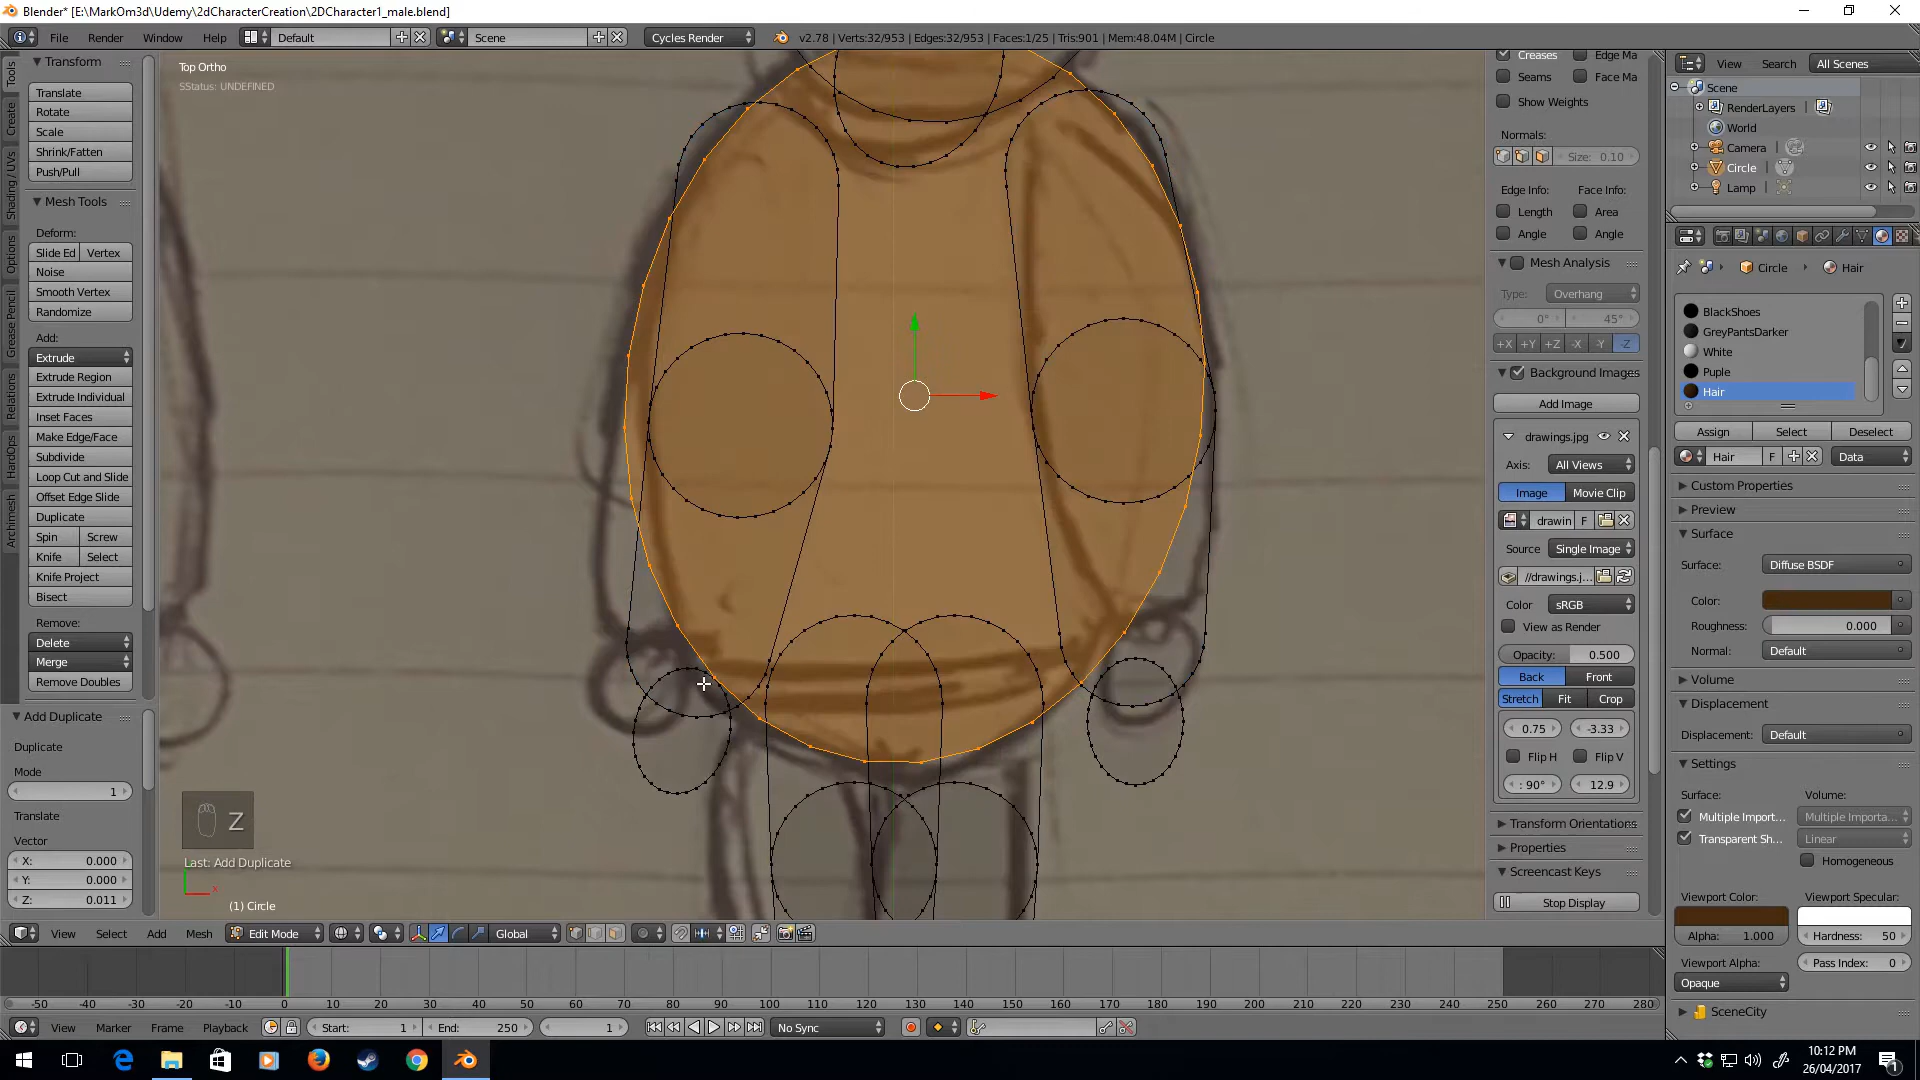 Blender* [E:\MarkOm3d\Udemy\2dCharacterCreation\2DCharacter1_male.blend]
File Render Window Help Default Scene Cycles Render v2.78 | Verts:32/953 | Edges:32/953 | Faces:1/25 | Tris:901 | Mem:48.04M | Circle
Tools
Create
Shading / UVs
Options
Grease Pencil
Relations
HardOps
Archimesh
Transform
Translate
Rotate
Scale
Shrink/Fatten
Push/Pull
Mesh Tools
Deform:
Slide Ed Vertex
Noise
Smooth Vertex
Randomize
Add:
Extrude
Extrude Region
Extrude Individual
Inset Faces
Make Edge/Face
Subdivide
Loop Cut and Slide
Offset Edge Slide
Duplicate
Spin Screw
Knife Select
Knife Project
Bisect
Remove:
Delete
Merge
Remove Doubles
Add Duplicate
Duplicate
Mode
1
Translate
Vector
X: 0.000
Y: 0.000
Z: 0.011
Top Ortho
SStatus: UNDEFINED
Z
Last: Add Duplicate
x
(1) Circle
Creases Edge Ma
Seams Face Ma
Show Weights
Normals:
Size: 0.10
Edge Info: Face Info:
Length Area
Angle Angle
Mesh Analysis
Type: Overhang
0° 45°
+X +Y +Z -X -Y -Z
Background Images
Add Image
drawings.jpg
Axis: All Views
Image Movie Clip
drawin F
Source Single Image
//drawings.j...
Color sRGB
View as Render
Opacity: 0.500
Back Front
Stretch Fit Crop
0.75 -3.33
Flip H Flip V
: 90° 12.9
Transform Orientations
Properties
Screencast Keys
Stop Display
View Search All Scenes
Scene
RenderLayers
World
Camera
Circle
Lamp
Circle Hair
BlackShoes
GreyPantsDarker
White
Puple
Hair
Assign Select Deselect
Hair F Data
Custom Properties
Preview
Surface
Surface: Diffuse BSDF
Color:
Roughness: 0.000
Normal: Default
Volume
Displacement
Displacement: Default
Settings
Surface: Volume:
Multiple Import... Multiple Importa...
Transparent Sh... Linear
Homogeneous
Viewport Color: Viewport Specular:
Alpha: 1.000 Hardness: 50
Viewport Alpha: Pass Index: 0
Opaque
SceneCity
View Select Add Mesh Edit Mode Global
-50 -40 -30 -20 -10 0 10 20 30 40 50 60 70 80 90 100 110 120 130 140 150 160 170 180 190 200 210 220 230 240 250 260 270 280
View Marker Frame Playback Start: 1 End: 250 1 No Sync
10:12 PM
26/04/2017
1